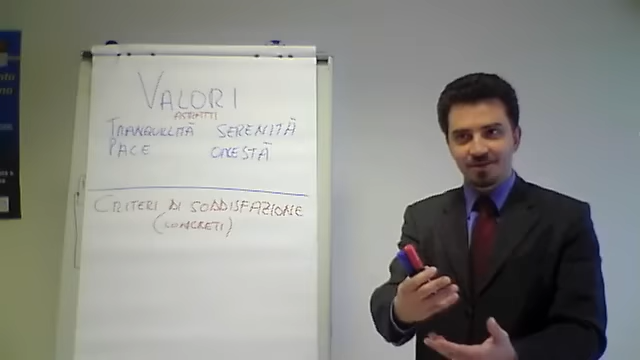 VALORI
ASTRATTI
TRANQUILLITÀ SERENITÀ
PACE ONESTÀ
CRITERI DI SODDISFAZIONE
(CONCRETI)